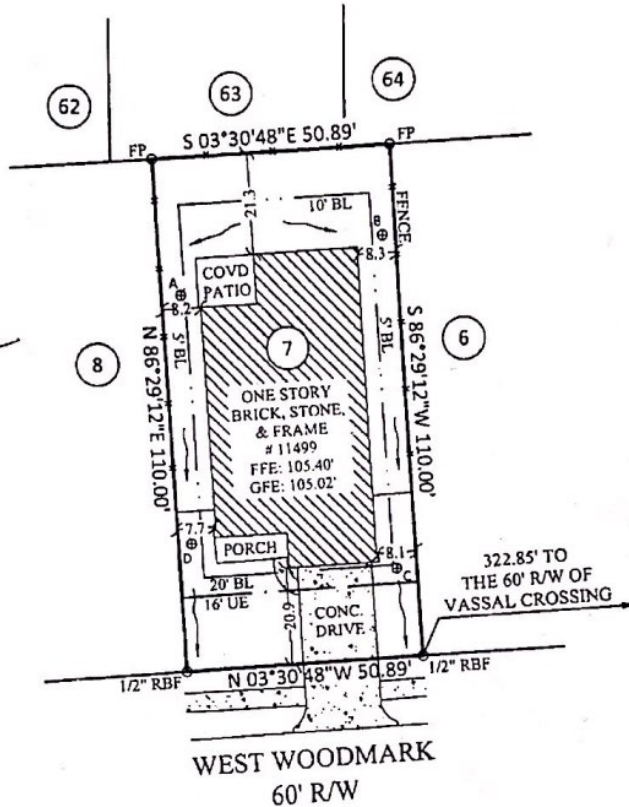 62
63
64
S 03°30'48"E 50.89'
FP
FP
21.3
10' BL
B
FENCE
8.3
COVD
PATIO
A
8.2
5' BL
5' BL
N 86°29'12"E 110.00'
S 86°29'12"W 110.00'
8
7
6
ONE STORY
BRICK, STONE,
& FRAME
# 11499
FFE: 105.40'
GFE: 105.02'
7.7
D
PORCH
8.1
C
20' BL
16' UE
20.9
CONC.
DRIVE
322.85' TO
THE 60' R/W OF
VASSAL CROSSING
1/2" RBF
N 03°30'48"W 50.89'
1/2" RBF
WEST WOODMARK
60' R/W